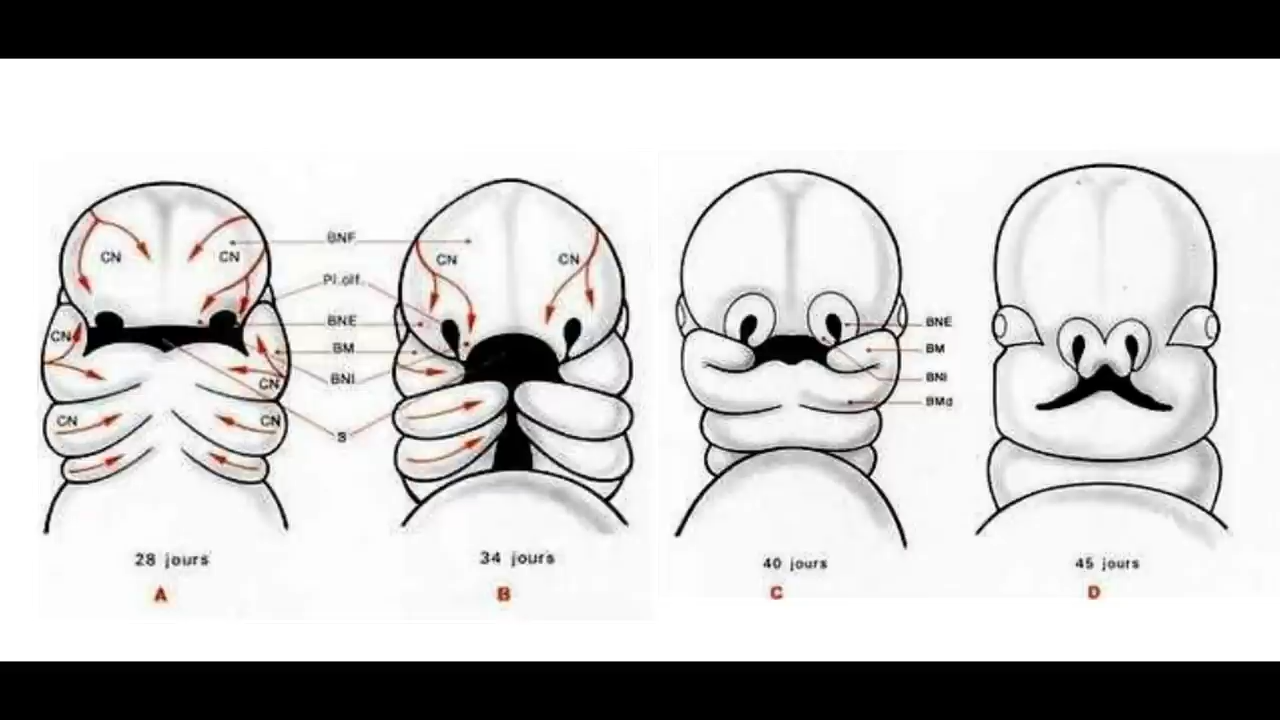 BNF
CN CN CN CN
Pl.olf.
BNE BNE
CN
BM BM
BNI BNI
CN
BMd
CN CN
S
28 jours 34 jours 40 jours 45 jours
A B C D